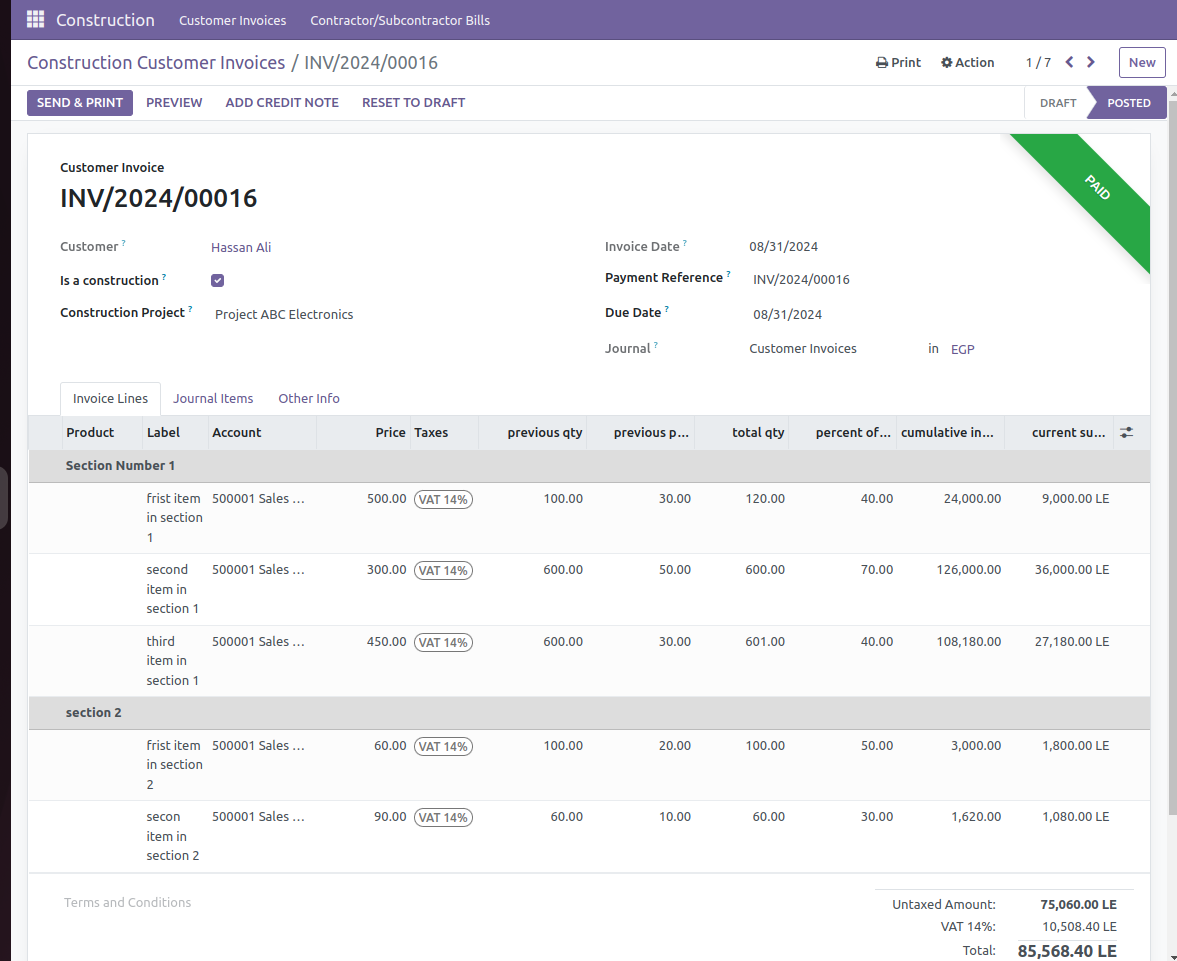 Construction Customer Invoices Contractor/Subcontractor Bills
Construction Customer Invoices / INV/2024/00016 Print Action 1 / 7 New
SEND & PRINT PREVIEW ADD CREDIT NOTE RESET TO DRAFT DRAFT POSTED
PAID
Customer Invoice
INV/2024/00016
Customer ? Hassan Ali Invoice Date ? 08/31/2024
Is a construction ? Payment Reference ? INV/2024/00016
Construction Project ? Project ABC Electronics Due Date ? 08/31/2024
Journal ? Customer Invoices in EGP
Invoice Lines Journal Items Other Info
Product Label Account Price Taxes previous qty previous p... total qty percent of... cumulative in... current su...
Section Number 1
frist item 500001 Sales ... 500.00 VAT 14% 100.00 30.00 120.00 40.00 24,000.00 9,000.00 LE
in section
1
second 500001 Sales ... 300.00 VAT 14% 600.00 50.00 600.00 70.00 126,000.00 36,000.00 LE
item in
section 1
third 500001 Sales ... 450.00 VAT 14% 600.00 30.00 601.00 40.00 108,180.00 27,180.00 LE
item in
section 1
section 2
frist item 500001 Sales ... 60.00 VAT 14% 100.00 20.00 100.00 50.00 3,000.00 1,800.00 LE
in section
2
secon 500001 Sales ... 90.00 VAT 14% 60.00 10.00 60.00 30.00 1,620.00 1,080.00 LE
item in
section 2
Terms and Conditions Untaxed Amount: 75,060.00 LE
VAT 14%: 10,508.40 LE
Total: 85,568.40 LE